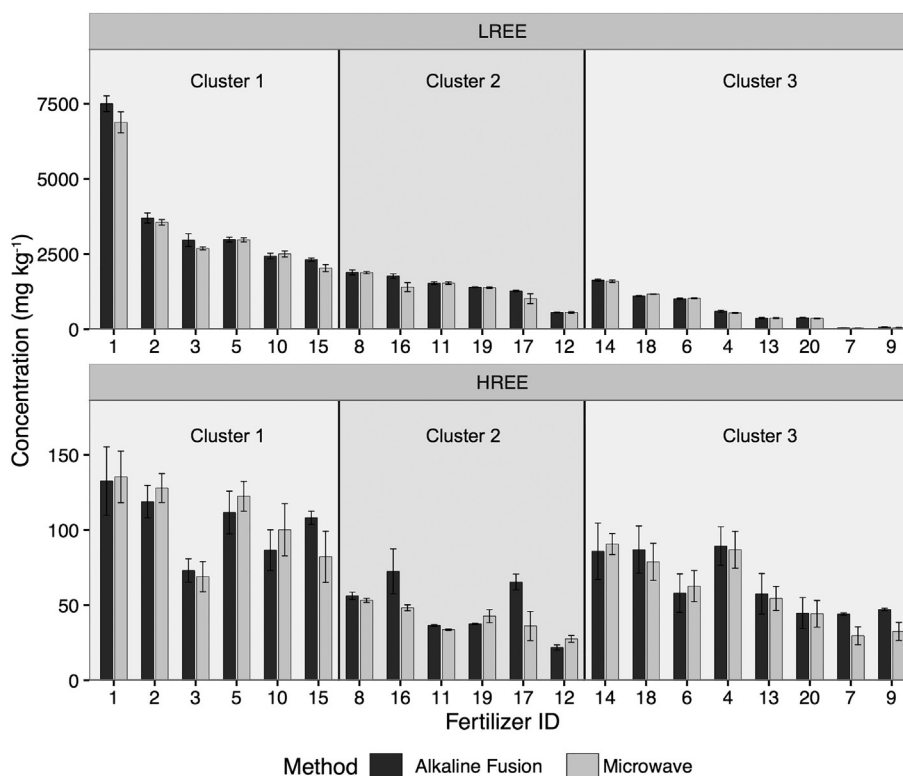 LREE
Cluster 1 Cluster 2 Cluster 3
7500
5000
2500
0
1 2 3 5 10 15 8 16 11 19 17 12 14 18 6 4 13 20 7 9
HREE
Cluster 1 Cluster 2 Cluster 3
150
100
50
0
1 2 3 5 10 15 8 16 11 19 17 12 14 18 6 4 13 20 7 9
Concentration (mg kg⁻¹)
Fertilizer ID
Method Alkaline Fusion Microwave